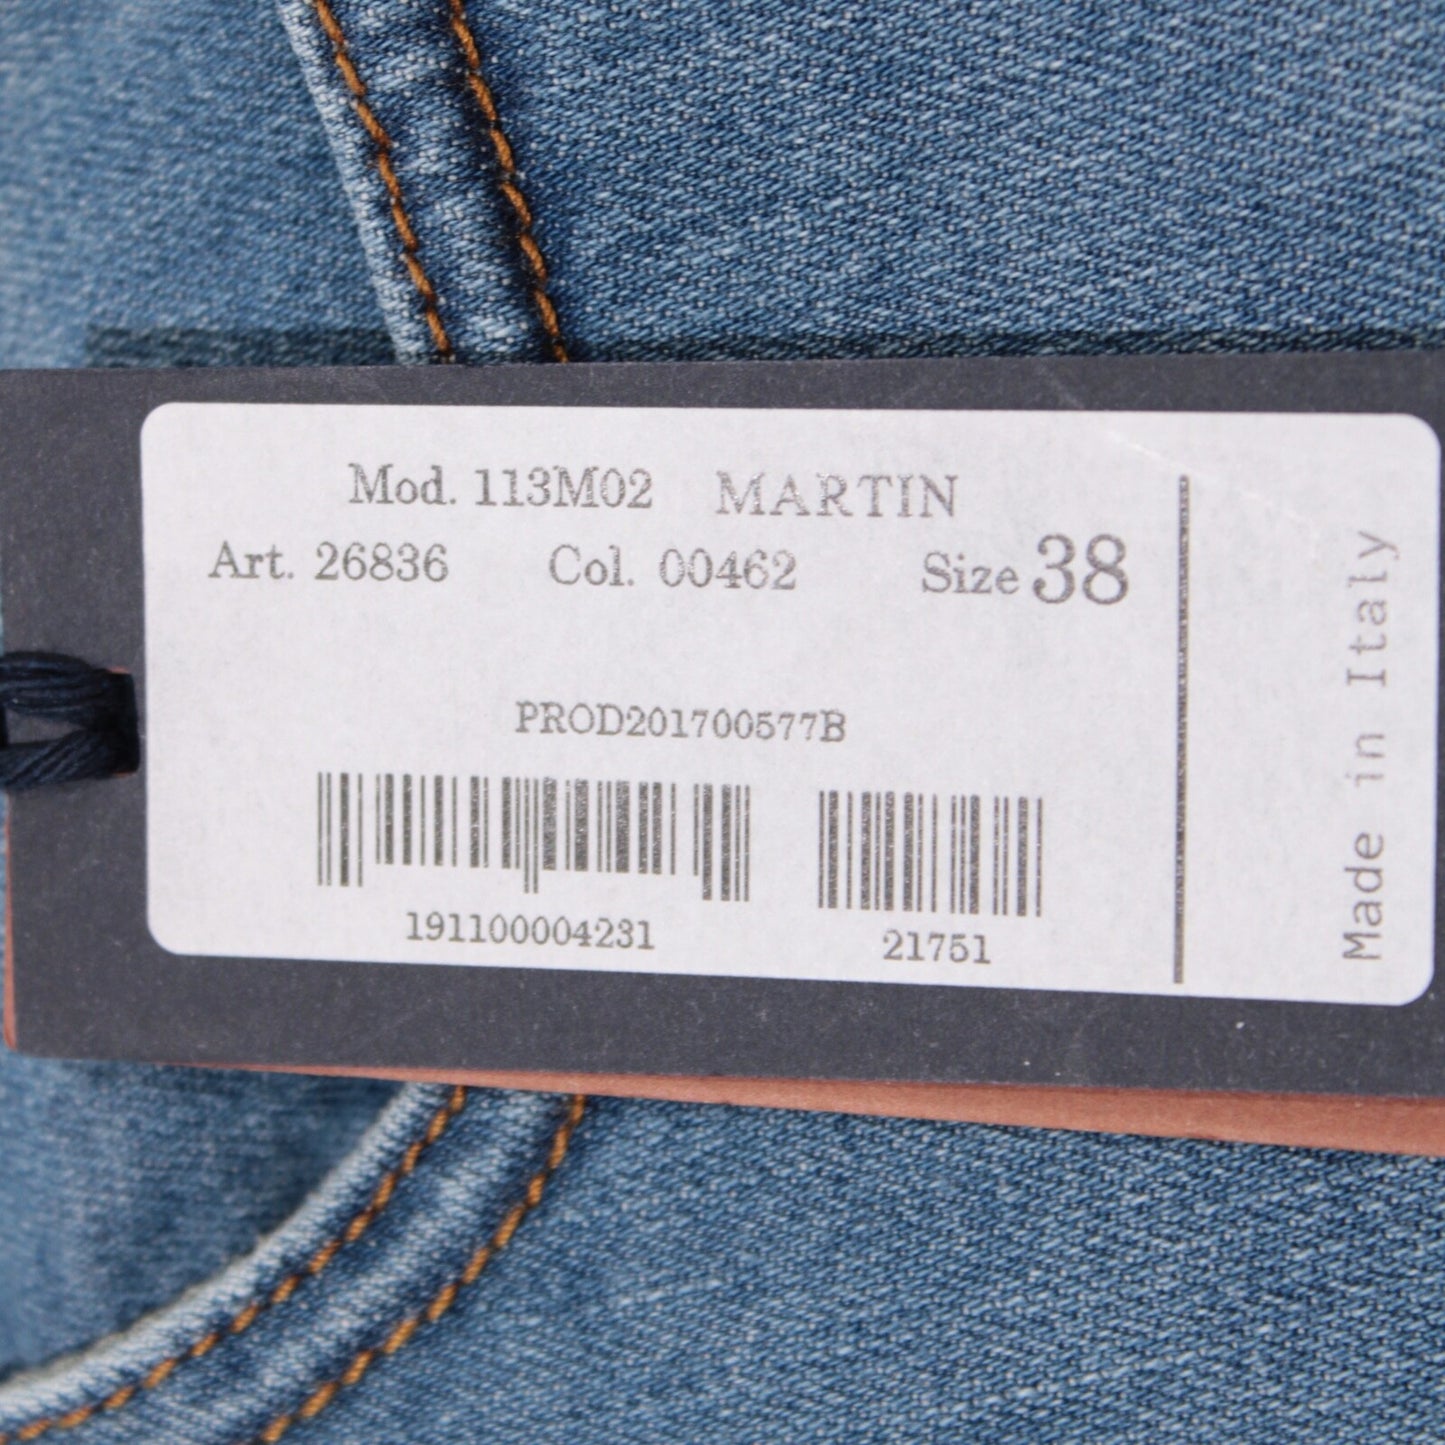 Mod. 113M02 MARTIN
Art. 26836 Col. 00462 Size 38
PROD201700577B
191100004231 21751
Made in Italy